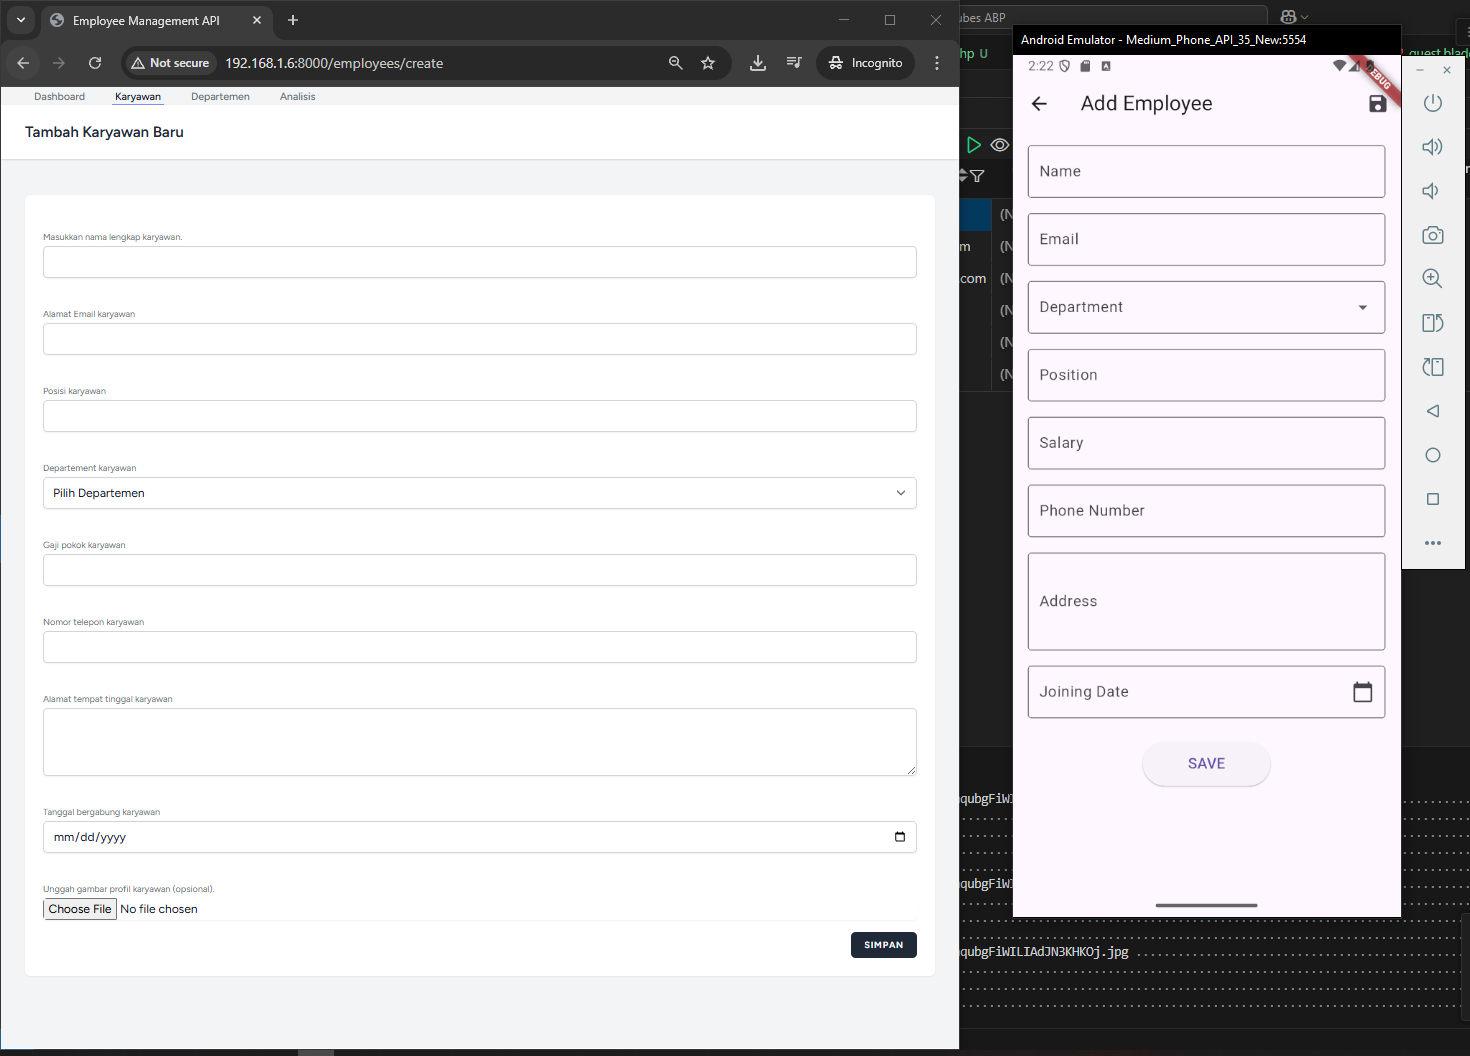 Employee Management API
Not secure
192.168.1.6:8000/employees/create
Incognito
Dashboard
Karyawan
Departemen
Analisis
Tambah Karyawan Baru
Masukkan nama lengkap karyawan.
Alamat Email karyawan
Posisi karyawan
Departement karyawan
Pilih Departemen
Gaji pokok karyawan
Nomor telepon karyawan
Alamat tempat tinggal karyawan
Tanggal bergabung karyawan
mm/dd/yyyy
Unggah gambar profil karyawan (opsional).
Choose File No file chosen
SIMPAN
ubes ABP
hp U
m
.com
(N
(N
(N
(N
(N
(N
Android Emulator - Medium_Phone_API_35_New:5554
2:22
Add Employee
Name
Email
Department
Position
Salary
Phone Number
Address
Joining Date
SAVE
guest.blad
qubgFiWI
qubgFiWI
qubgFiWILIAdJN3KHKOj.jpg